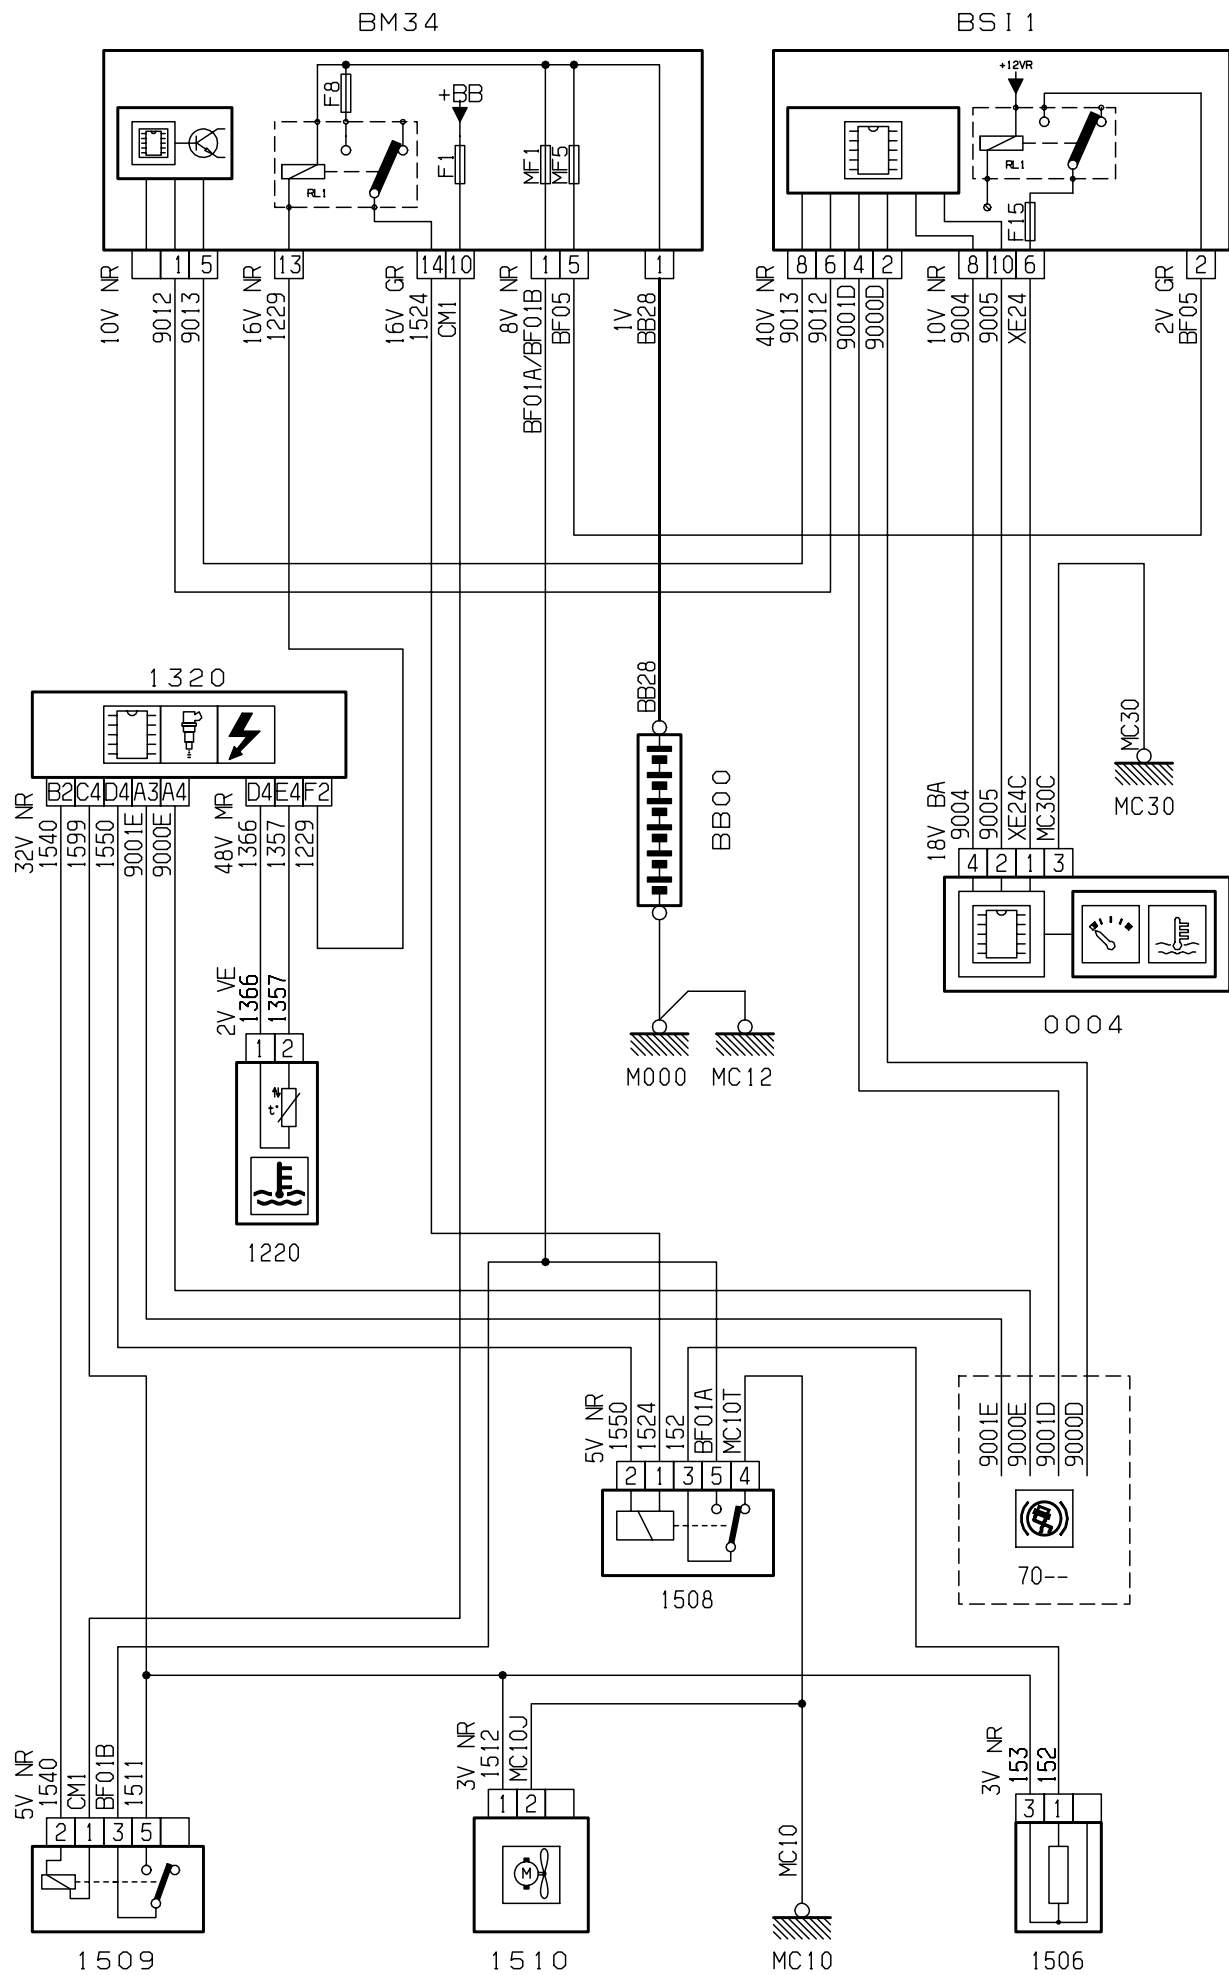 BM34
BSI1
F8
+BB
F1
MF1
MF5
RL1
+12VR
RL1
F15
1 5
13
14 10
1 5
1
8 6 4 2
8 10 6
2
10V NR
9012
9013
16V NR
1229
16V GR
1524
CM1
8V NR
BF01A/BF01B
BF05
1V
BB28
40V NR
9013
9012
9001D
9000D
10V NR
9004
9005
XE24
2V GR
BF05
1320
B2 C4 D4 A3 A4
D4 E4 F2
32V NR
1540
1599
1550
9001E
9000E
48V MR
1366
1357
1229
BB28
BB00
MC30
MC30
18V BA
9004
9005
XE24C
MC30C
4 2 1 3
0004
M000
MC12
2V VE
1366
1357
1 2
t°
1220
5V NR
1550
1524
152
BF01A
MC10T
2 1 3 5 4
1508
9001E
9000E
9001D
9000D
70--
5V NR
1540
CM1
BF01B
1511
2 1 3 5
1509
3V NR
1512
MC10J
1 2
M
1510
MC10
MC10
3V NR
153
152
3 1
1506